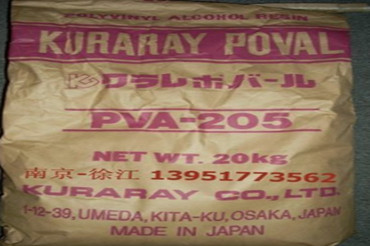 POLYVINYL ALCOHOL RESIN
KURARAY POVAL
クラレポバール
PVA-205
NET WT. 20kg
南京-徐江 13951773562
KURARAY CO., LTD.
1-12-39, UMEDA, KITA-KU, OSAKA, JAPAN
MADE IN JAPAN